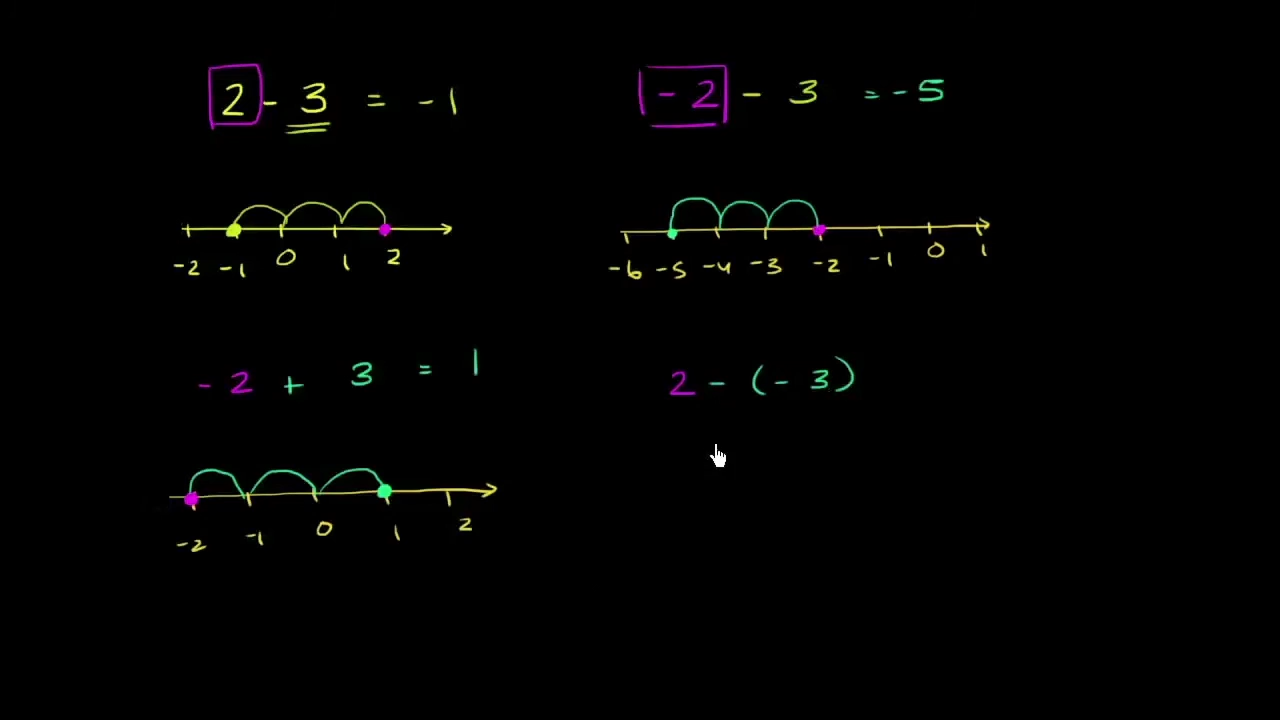 2 - 3 = -1
-2 - 3 = -5
-2 -1 0 1 2
-6 -5 -4 -3 -2 -1 0 1
-2 + 3 = 1
2 - (-3)
-2 -1 0 1 2